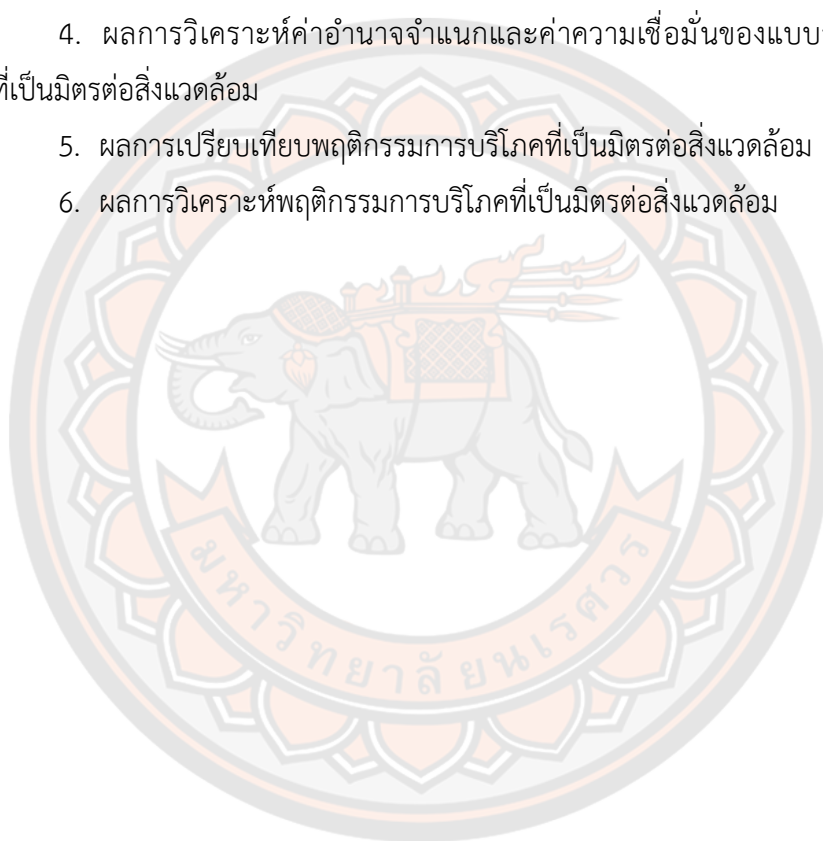 4. ผลการวิเคราะห์ค่าอำนาจจำแนกและค่าความเชื่อมั่นของแบบ
ที่เป็นมิตรต่อสิ่งแวดล้อม
5. ผลการเปรียบเทียบพฤติกรรมการบริโภคที่เป็นมิตรต่อสิ่งแวดล้อม
6. ผลการวิเคราะห์พฤติกรรมการบริโภคที่เป็นมิตรต่อสิ่งแวดล้อม
มหาวิทยาลัยนเรศวร